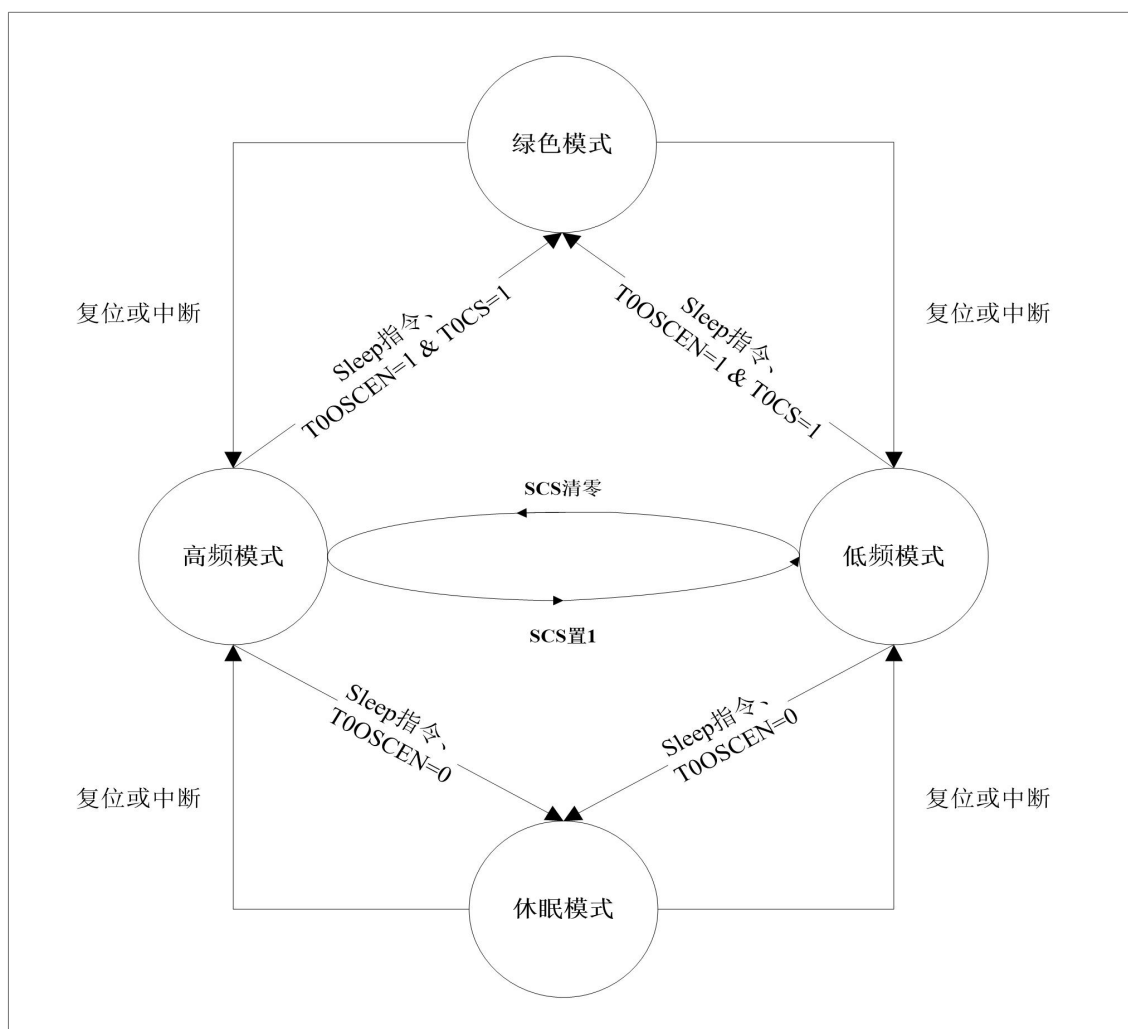 绿色模式
复位或中断
Sleep指令、
T0OSCEN=1 & T0CS=1
Sleep指令、
T0OSCEN=1 & T0CS=1
复位或中断
SCS清零
高频模式
低频模式
SCS置1
Sleep指令、
T0OSCEN=0
Sleep指令、
T0OSCEN=0
复位或中断
复位或中断
休眠模式